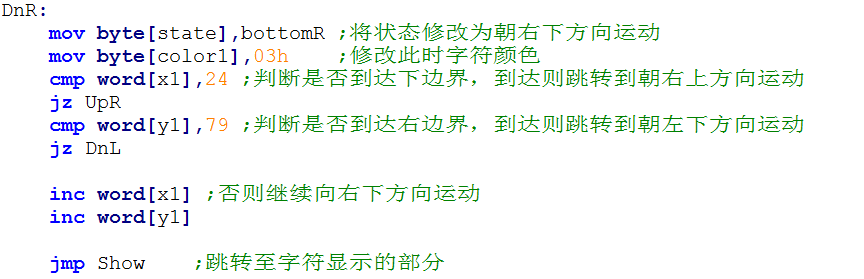 DnR:
mov byte[state],bottomR ;将状态修改为朝右下方向运动
mov byte[color1],03h ;修改此时字符颜色
cmp word[x1],24 ;判断是否到达下边界，到达则跳转到朝右上方向运动
jz UpR
cmp word[y1],79 ;判断是否到达右边界，到达则跳转到朝左下方向运动
jz DnL
inc word[x1] ;否则继续向右下方向运动
inc word[y1]
jmp Show ;跳转至字符显示的部分